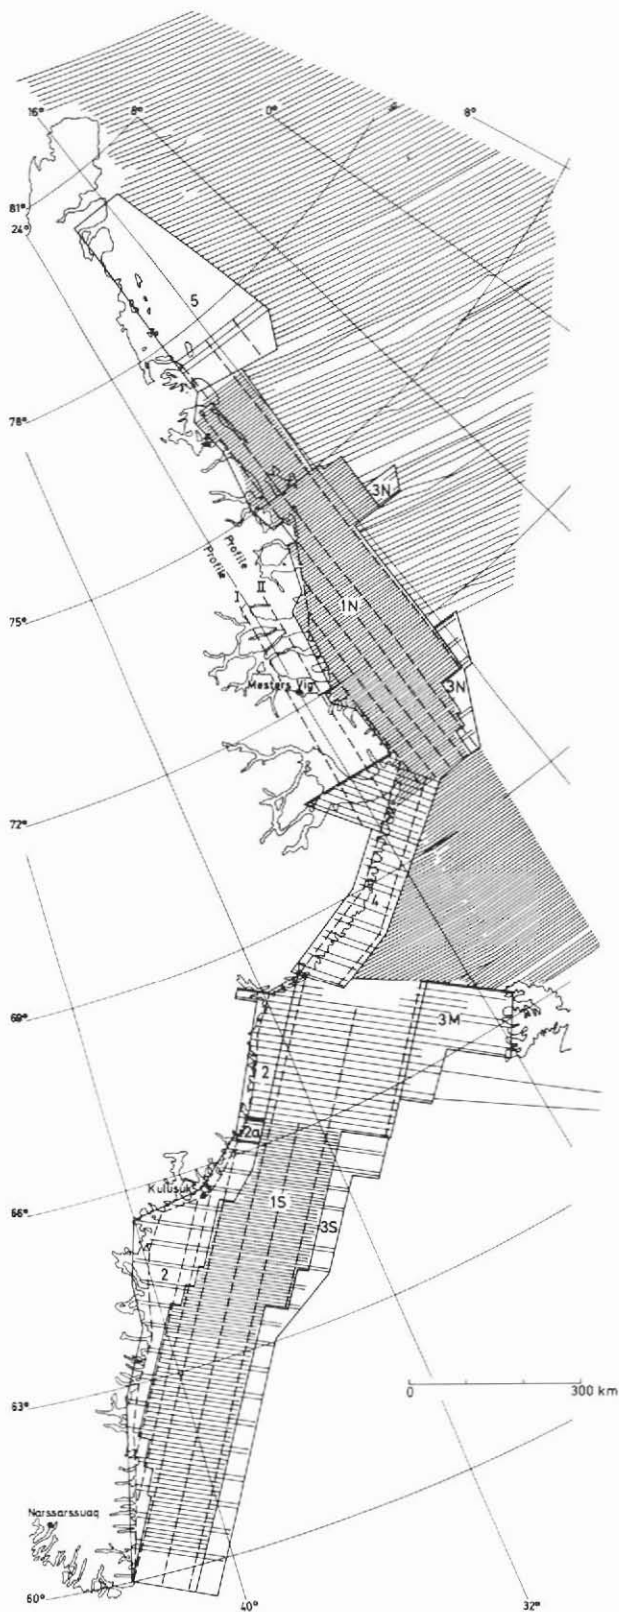 16°
8°
0°
8°
81°
24°
5
78°
3N
Profile
Profile
II
I
1N
75°
Mesters Vig
3N
72°
4
69°
3M
2
2a
Kulusuk
1S
66°
3S
2
0 300 km
63°
Narssarssuaq
60°
40°
32°